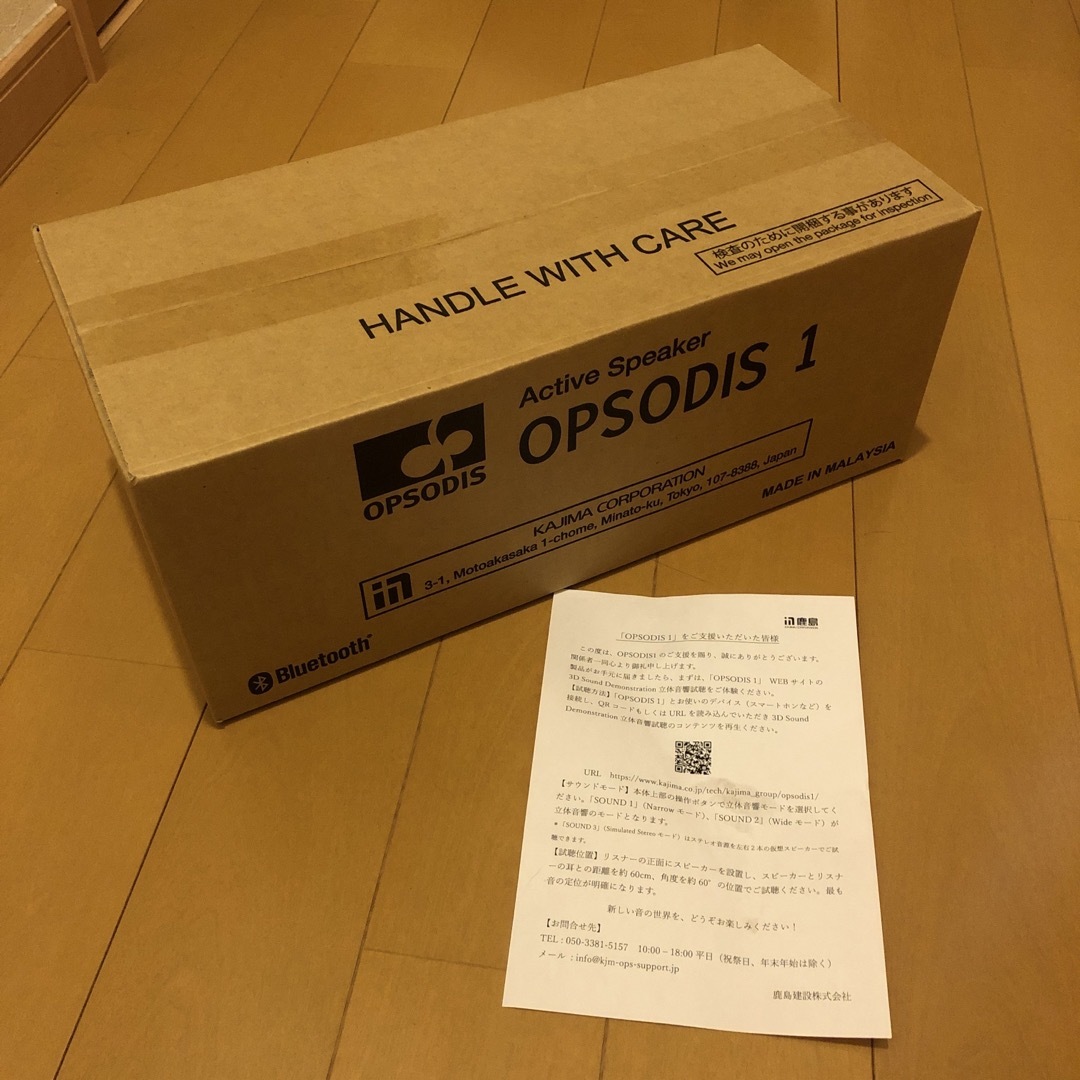 HANDLE WITH CARE
検査のために開梱する事があります
We may open the package for inspection
Active Speaker
OPSODIS 1
OPSODIS
KAJIMA CORPORATION
3-1, Motoakasaka 1-chome, Minato-ku, Tokyo, 107-8388, Japan
MADE IN MALAYSIA
Bluetooth
鹿島
「OPSODIS 1」をご支援いただいた皆様
この度は、OPSODIS1 のご支援を賜り、誠にありがとうございます。
関係者一同心より御礼申し上げます。
製品がお手元に届きましたら、まずは、「OPSODIS 1」 WEB サイトの
3D Sound Demonstration 立体音響試聴をご体験ください。
【試聴方法】「OPSODIS 1」とお使いのデバイス（スマートホンなど）を
接続し、QR コードもしくは URL を読み込んでいただき 3D Sound
Demonstration 立体音響試聴のコンテンツを再生ください。
URL https://www.kajima.co.jp/tech/kajima_group/opsodis1/
【サウンドモード】本体上部の操作ボタンで立体音響モードを選択してく
ださい。「SOUND 1」（Narrow モード）、「SOUND 2」（Wide モード）が
立体音響のモードとなります。
＊「SOUND 3」（Simulated Stereo モード）はステレオ音源を左右 2 本の仮想スピーカーでご試
聴できます。
【試聴位置】リスナーの正面にスピーカーを設置し、スピーカーとリスナ
ーの耳との距離を約 60cm、角度を約 60°の位置でご試聴ください。最も
音の定位が明確になります。
新しい音の世界を、どうぞお楽しみください！
【お問合せ先】
TEL : 050-3381-5157 10:00 – 18:00 平日（祝祭日、年末年始は除く）
メール : info@kjm-ops-support.jp
鹿島建設株式会社